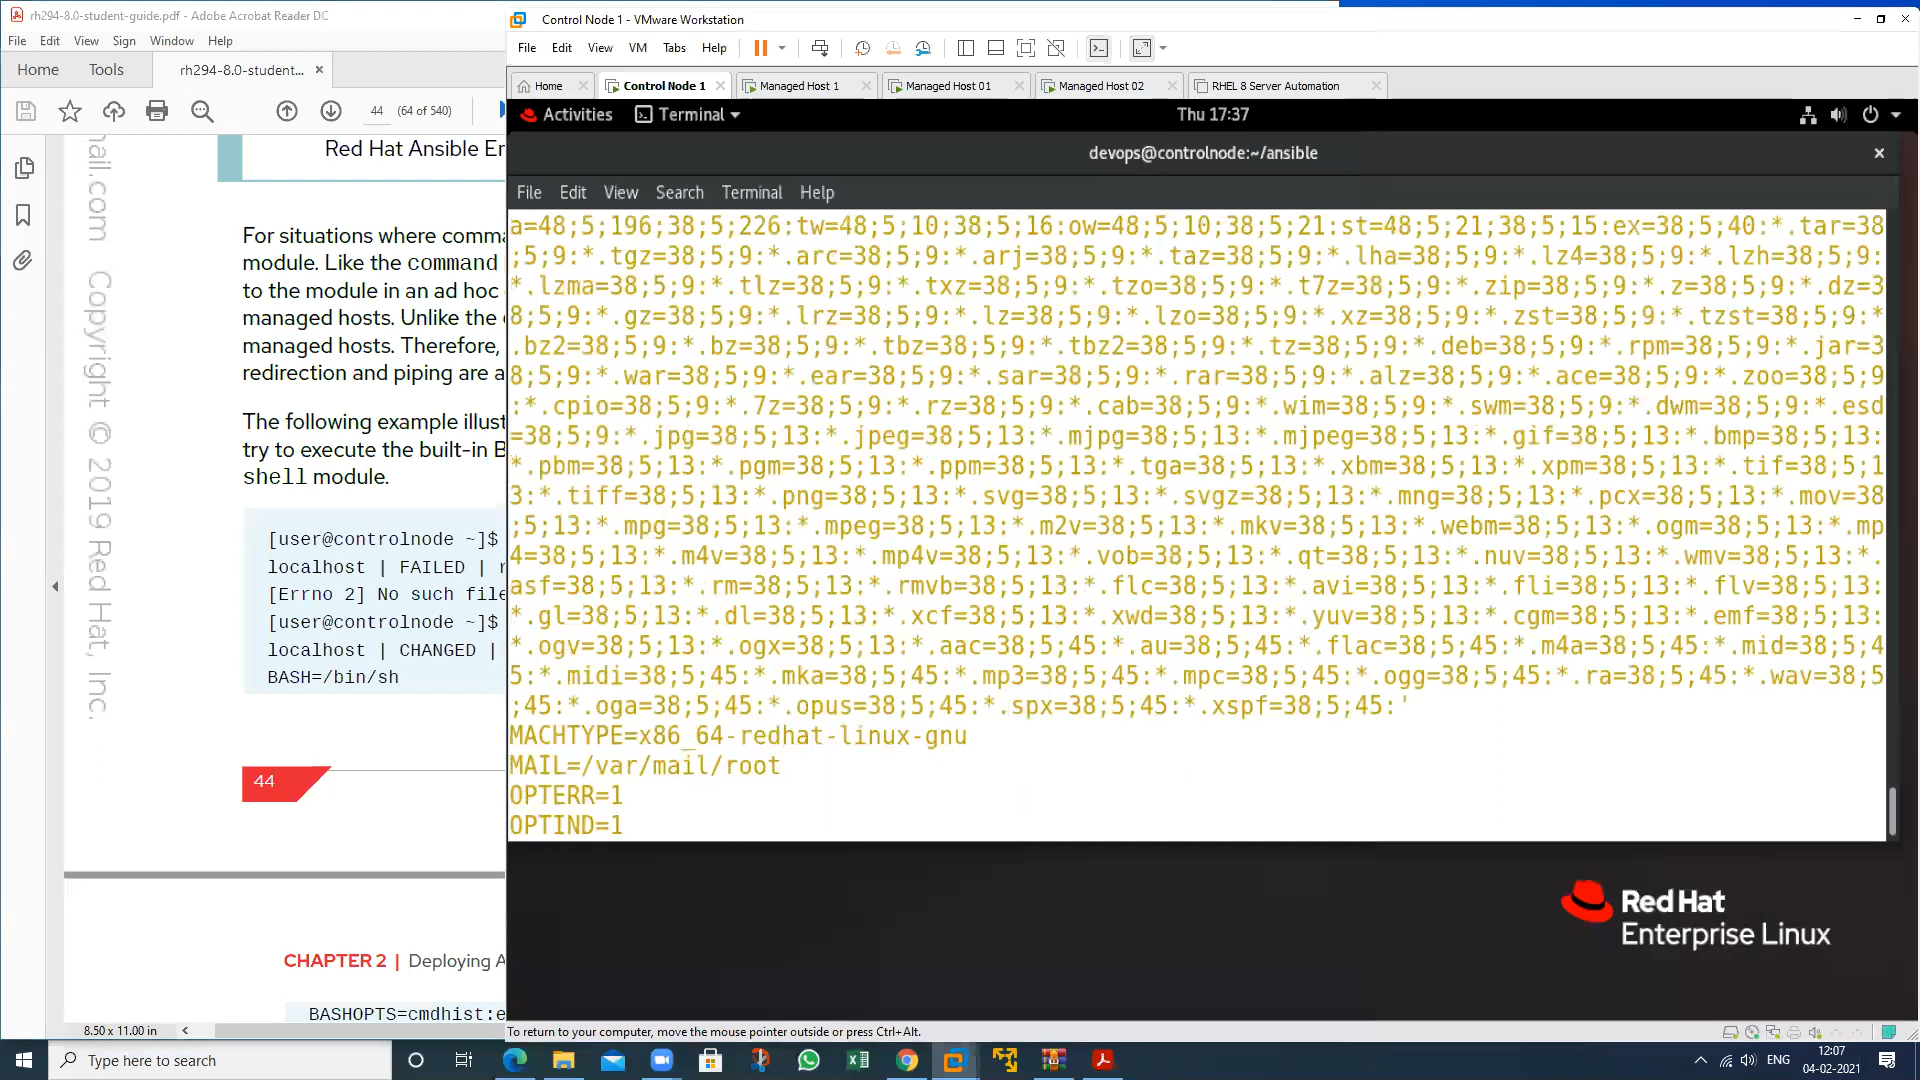 rh294-8.0-student-guide.pdf - Adobe Acrobat Reader DC
File Edit View Sign Window Help
Home Tools rh294-8.0-student... ×
44 (64 of 540)
Red Hat Ansible En
mail.com Copyright © 2019 Red Hat, Inc.
For situations where comma
module. Like the command
to the module in an ad hoc
managed hosts. Unlike the
managed hosts. Therefore,
redirection and piping are a
The following example illust
try to execute the built-in B
shell module.
[user@controlnode ~]$
localhost | FAILED | r
[Errno 2] No such file
[user@controlnode ~]$
localhost | CHANGED |
BASH=/bin/sh
44
CHAPTER 2 | Deploying A
BASHOPTS=cmdhist:e
8.50 x 11.00 in
Control Node 1 - VMware Workstation
File Edit View VM Tabs Help
Home Control Node 1 Managed Host 1 Managed Host 01 Managed Host 02 RHEL 8 Server Automation
Activities Terminal Thu 17:37
devops@controlnode:~/ansible
File Edit View Search Terminal Help
a=48;5;196;38;5;226:tw=48;5;10;38;5;16:ow=48;5;10;38;5;21:st=48;5;21;38;5;15:ex=38;5;40:*.tar=38
;5;9:*.tgz=38;5;9:*.arc=38;5;9:*.arj=38;5;9:*.taz=38;5;9:*.lha=38;5;9:*.lz4=38;5;9:*.lzh=38;5;9:
*.lzma=38;5;9:*.tlz=38;5;9:*.txz=38;5;9:*.tzo=38;5;9:*.t7z=38;5;9:*.zip=38;5;9:*.z=38;5;9:*.dz=3
8;5;9:*.gz=38;5;9:*.lrz=38;5;9:*.lz=38;5;9:*.lzo=38;5;9:*.xz=38;5;9:*.zst=38;5;9:*.tzst=38;5;9:*
.bz2=38;5;9:*.bz=38;5;9:*.tbz=38;5;9:*.tbz2=38;5;9:*.tz=38;5;9:*.deb=38;5;9:*.rpm=38;5;9:*.jar=3
8;5;9:*.war=38;5;9:*.ear=38;5;9:*.sar=38;5;9:*.rar=38;5;9:*.alz=38;5;9:*.ace=38;5;9:*.zoo=38;5;9
:*.cpio=38;5;9:*.7z=38;5;9:*.rz=38;5;9:*.cab=38;5;9:*.wim=38;5;9:*.swm=38;5;9:*.dwm=38;5;9:*.esd
=38;5;9:*.jpg=38;5;13:*.jpeg=38;5;13:*.mjpg=38;5;13:*.mjpeg=38;5;13:*.gif=38;5;13:*.bmp=38;5;13:
*.pbm=38;5;13:*.pgm=38;5;13:*.ppm=38;5;13:*.tga=38;5;13:*.xbm=38;5;13:*.xpm=38;5;13:*.tif=38;5;1
3:*.tiff=38;5;13:*.png=38;5;13:*.svg=38;5;13:*.svgz=38;5;13:*.mng=38;5;13:*.pcx=38;5;13:*.mov=38
;5;13:*.mpg=38;5;13:*.mpeg=38;5;13:*.m2v=38;5;13:*.mkv=38;5;13:*.webm=38;5;13:*.ogm=38;5;13:*.mp
4=38;5;13:*.m4v=38;5;13:*.mp4v=38;5;13:*.vob=38;5;13:*.qt=38;5;13:*.nuv=38;5;13:*.wmv=38;5;13:*.
asf=38;5;13:*.rm=38;5;13:*.rmvb=38;5;13:*.flc=38;5;13:*.avi=38;5;13:*.fli=38;5;13:*.flv=38;5;13:
*.gl=38;5;13:*.dl=38;5;13:*.xcf=38;5;13:*.xwd=38;5;13:*.yuv=38;5;13:*.cgm=38;5;13:*.emf=38;5;13:
*.ogv=38;5;13:*.ogx=38;5;13:*.aac=38;5;45:*.au=38;5;45:*.flac=38;5;45:*.m4a=38;5;45:*.mid=38;5;4
5:*.midi=38;5;45:*.mka=38;5;45:*.mp3=38;5;45:*.mpc=38;5;45:*.ogg=38;5;45:*.ra=38;5;45:*.wav=38;5
;45:*.oga=38;5;45:*.opus=38;5;45:*.spx=38;5;45:*.xspf=38;5;45:'
MACHTYPE=x86_64-redhat-linux-gnu
MAIL=/var/mail/root
OPTERR=1
OPTIND=1
Red Hat
Enterprise Linux
To return to your computer, move the mouse pointer outside or press Ctrl+Alt.
Type here to search
ENG
12:07
04-02-2021